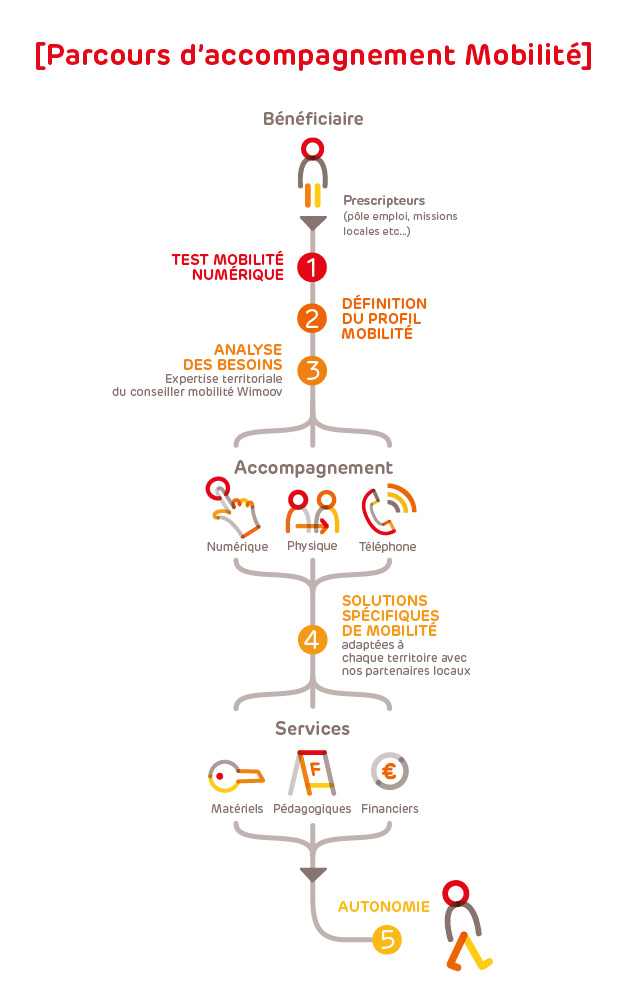 [Parcours d'accompagnement Mobilité]
Bénéficiaire
Prescripteurs
(pôle emploi, missions
locales etc...)
TEST MOBILITÉ
NUMÉRIQUE
1
2
DÉFINITION
DU PROFIL
MOBILITÉ
ANALYSE
DES BESOINS
Expertise territoriale
du conseiller mobilité Wimoov
3
Accompagnement
Numérique
Physique
Téléphone
SOLUTIONS
SPÉCIFIQUES
DE MOBILITÉ
adaptées à
chaque territoire avec
nos partenaires locaux
4
Services
F
€
Matériels
Pédagogiques
Financiers
AUTONOMIE
5